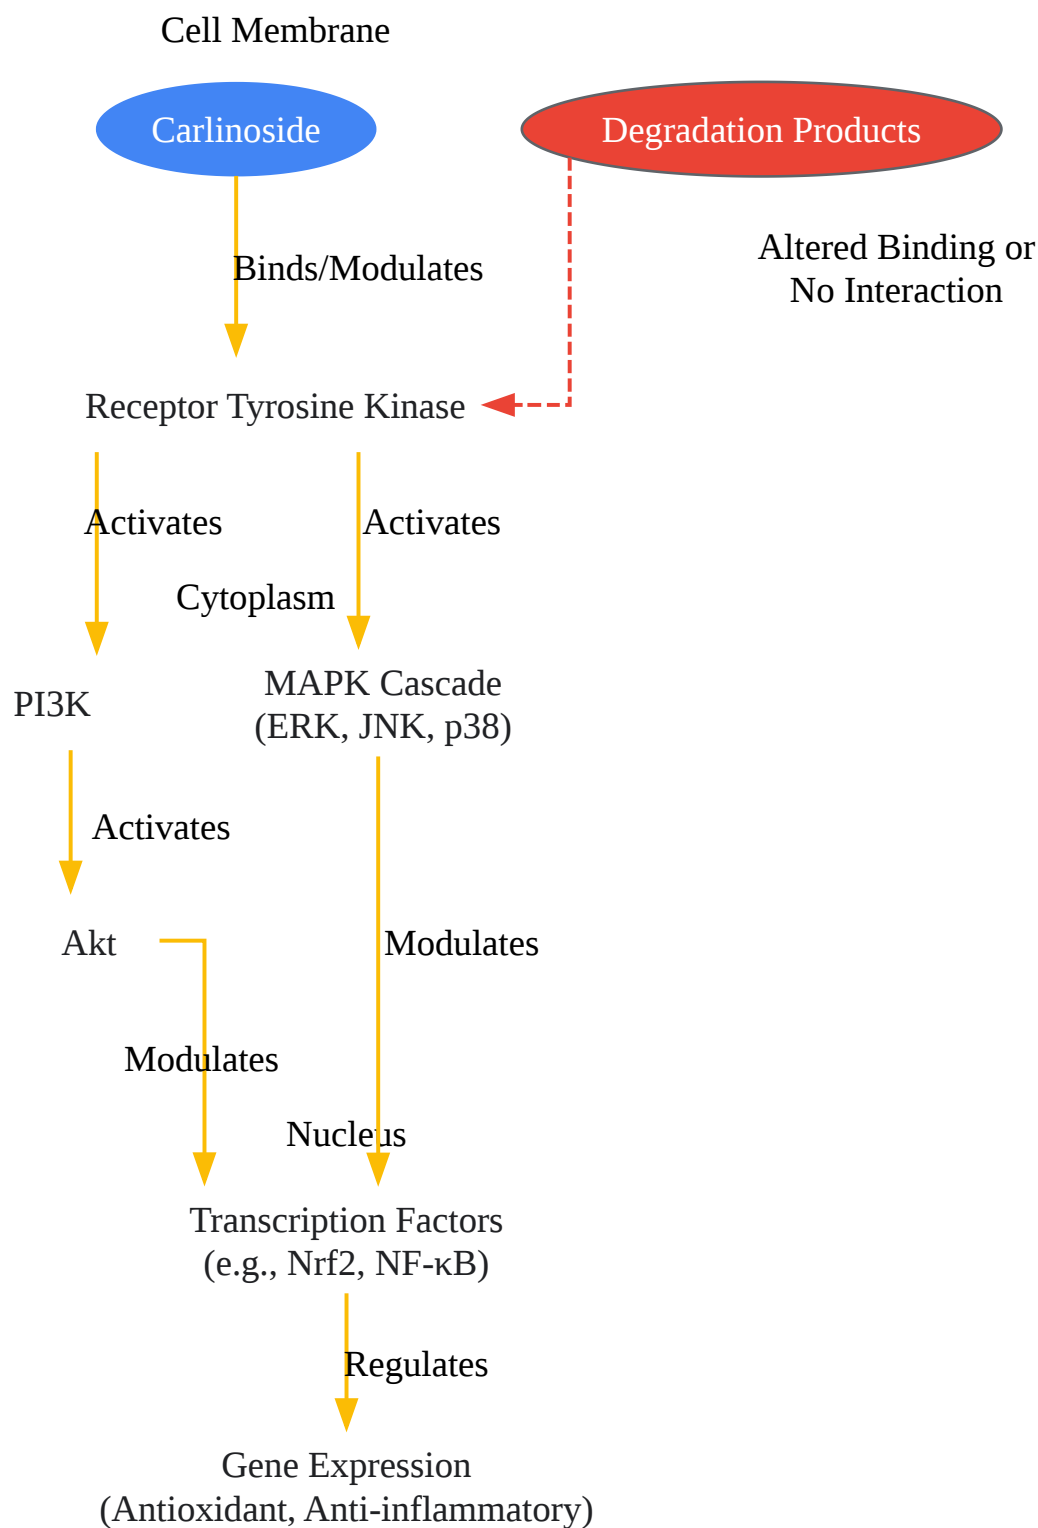 Cell Membrane
Carlinoside
Degradation Products
Binds/Modulates
Altered Binding or
No Interaction
Receptor Tyrosine Kinase
Activates
Activates
Cytoplasm
PI3K
MAPK Cascade
(ERK, JNK, p38)
Activates
Akt
Modulates
Modulates
Nucleus
Transcription Factors
(e.g., Nrf2, NF-κB)
Regulates
Gene Expression
(Antioxidant, Anti-inflammatory)